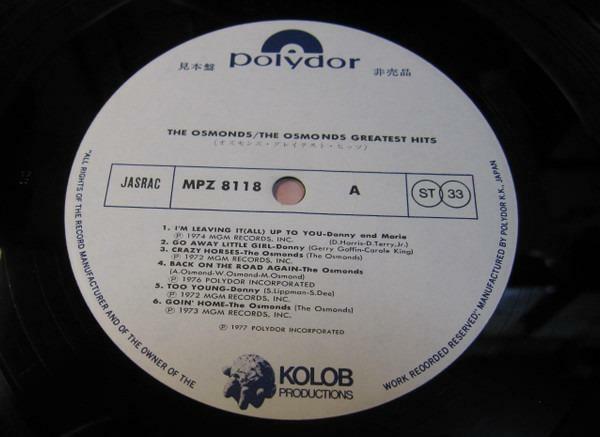 見本盤 polydor 非売品
THE OSMONDS/THE OSMONDS GREATEST HITS
(オズモンズ・グレイテスト・ヒッツ)
JASRAC MPZ 8118 A ST 33
1. I'M LEAVING IT(ALL) UP TO YOU-Donny and Marie
Ⓟ 1974 MGM RECORDS, INC. (D.Harris-D.Terry,Jr.)
2. GO AWAY LITTLE GIRL-Donny (Gerry Goffin-Carole King)
3. CRAZY HORSES-The Osmonds (The Osmonds)
Ⓟ 1972 MGM RECORDS, INC.
4. BACK ON THE ROAD AGAIN-The Osmonds
(A.Osmond-W.Osmond-M.Osmond)
Ⓟ 1976 POLYDOR INCORPORATED
5. TOO YOUNG-Donny (S.Lippman-S.Dee)
Ⓟ 1972 MGM RECORDS, INC.
6. GOIN' HOME-The Osmonds (The Osmonds)
Ⓟ 1973 MGM RECORDS, INC.
Ⓟ 1977 POLYDOR INCORPORATED
KOLOB
PRODUCTIONS
"ALL RIGHTS OF THE RECORD MANUFACTURER AND OF THE OWNER OF THE
WORK RECORDED RESERVED", MANUFACTURED BY POLYDOR K.K., JAPAN